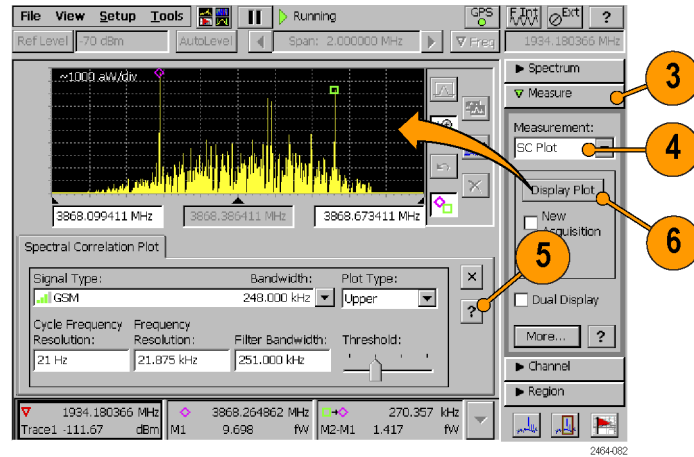 File View Setup Tools Running GPS F Int Ext ?
Ref Level -70 dBm AutoLevel Span: 2.000000 MHz Freq 1934.180366 MHz
~1000 aW/div
3868.099411 MHz 3868.386411 MHz 3868.673411 MHz
Spectral Correlation Plot
Signal Type: Bandwidth: Plot Type:
GSM 248.000 kHz Upper
Cycle Frequency Resolution: Frequency Resolution: Filter Bandwidth: Threshold:
21 Hz 21.875 kHz 251.000 kHz
×
?
Spectrum
Measure
Measurement:
SC Plot
Display Plot
New
Acquisition
Dual Display
More... ?
Channel
Region
3
4
5
6
1934.180366 MHz 3868.264862 MHz 270.357 kHz
Trace1 -111.67 dBm M1 9.698 fW M2-M1 1.417 fW
2464-082